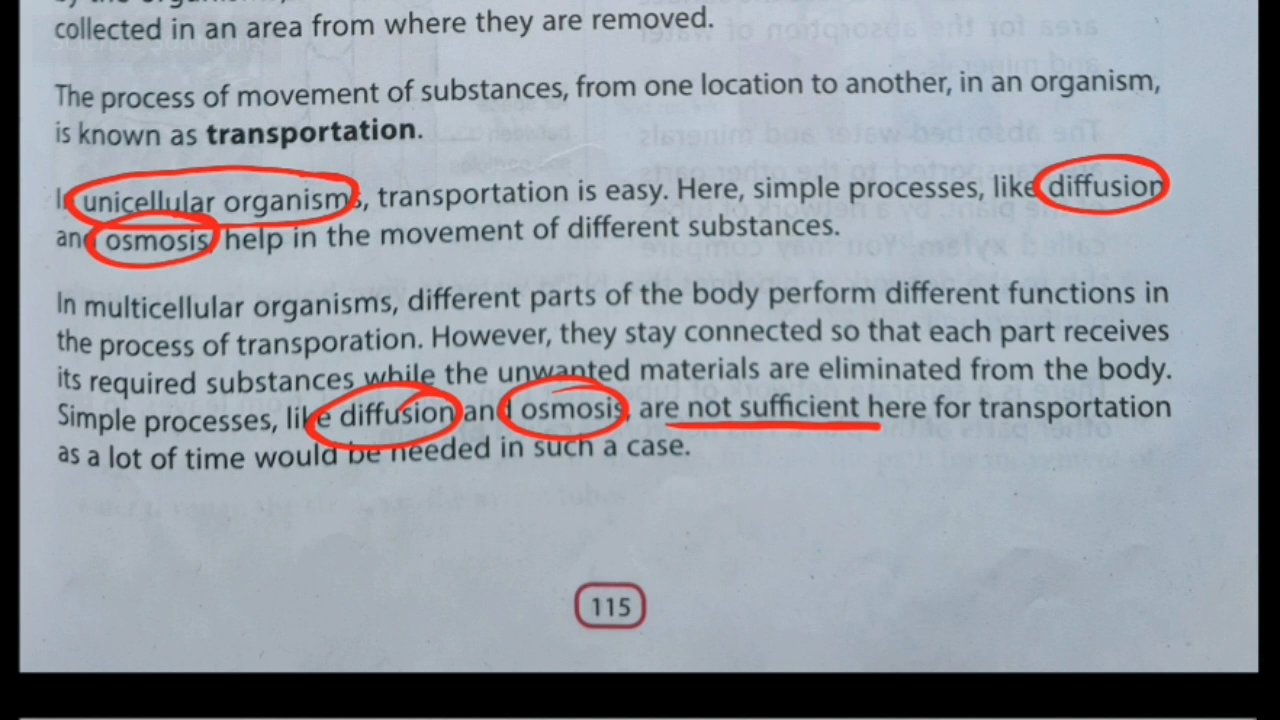 collected in an area from where they are removed.
The process of movement of substances, from one location to another, in an organism,
is known as transportation.
In unicellular organisms, transportation is easy. Here, simple processes, like diffusion
and osmosis, help in the movement of different substances.
In multicellular organisms, different parts of the body perform different functions in
the process of transporation. However, they stay connected so that each part receives
its required substances while the unwanted materials are eliminated from the body.
Simple processes, like diffusion and osmosis, are not sufficient here for transportation
as a lot of time would be needed in such a case.
115